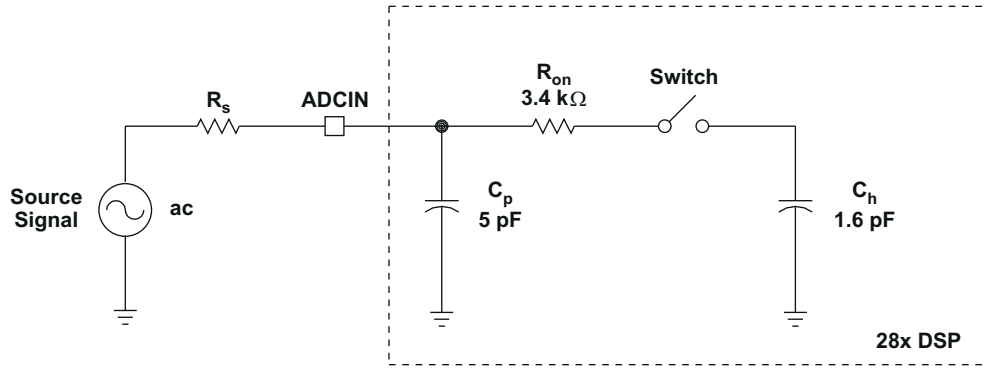 Source
Signal
ac
Rs
ADCIN
Ron
3.4 kΩ
Switch
Cp
5 pF
Ch
1.6 pF
28x DSP